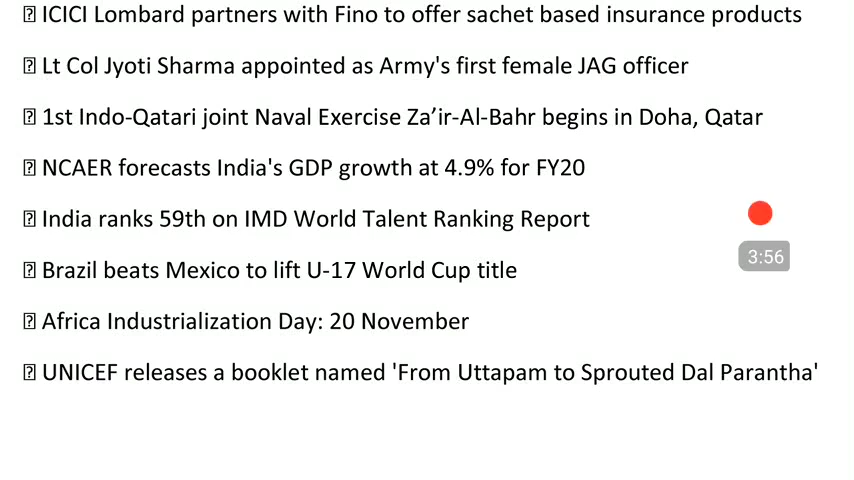 ICICI Lombard partners with Fino to offer sachet based insurance products
Lt Col Jyoti Sharma appointed as Army's first female JAG officer
1st Indo-Qatari joint Naval Exercise Za’ir-Al-Bahr begins in Doha, Qatar
NCAER forecasts India's GDP growth at 4.9% for FY20
India ranks 59th on IMD World Talent Ranking Report
3:56
Brazil beats Mexico to lift U-17 World Cup title
Africa Industrialization Day: 20 November
UNICEF releases a booklet named 'From Uttapam to Sprouted Dal Parantha'